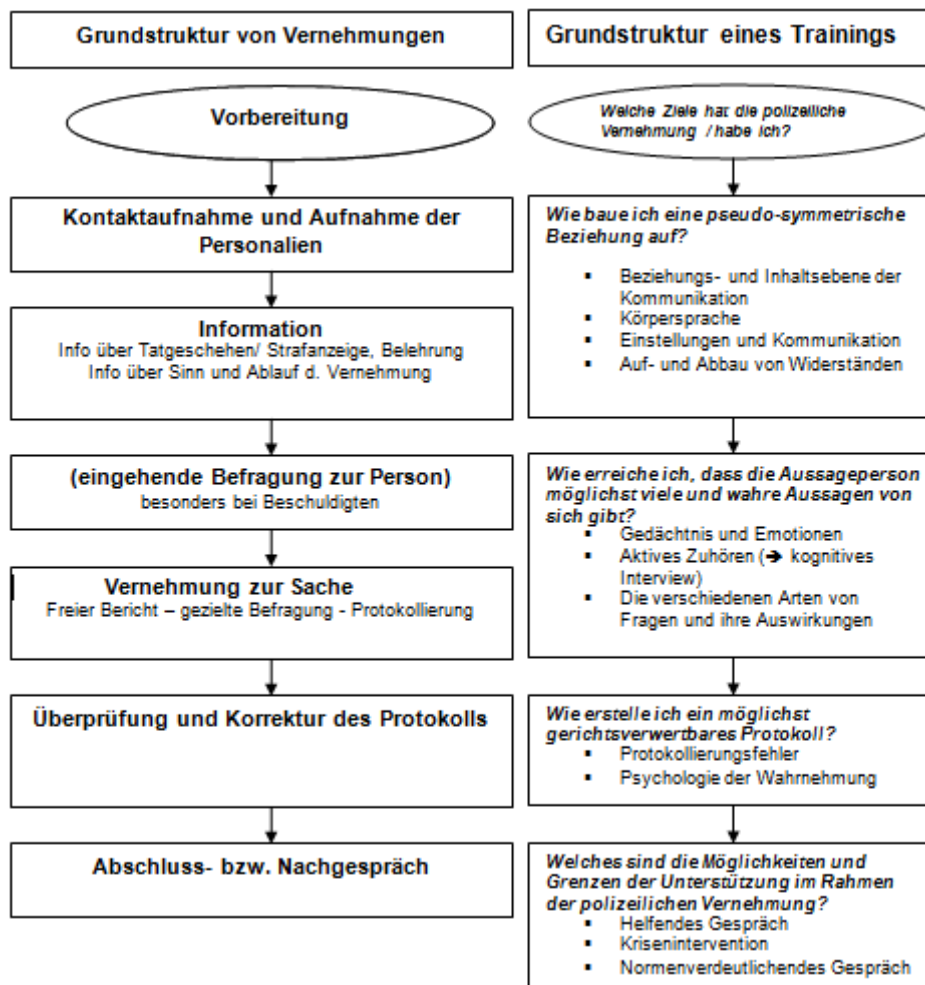 Grundstruktur von Vernehmungen
Vorbereitung
Kontaktaufnahme und Aufnahme der
Personalien
Information
Info über Tatgeschehen/ Strafanzeige, Belehrung
Info über Sinn und Ablauf d. Vernehmung
(eingehende Befragung zur Person)
besonders bei Beschuldigten
Vernehmung zur Sache
Freier Bericht – gezielte Befragung - Protokollierung
Überprüfung und Korrektur des Protokolls
Abschluss- bzw. Nachgespräch
Grundstruktur eines Trainings
Welche Ziele hat die polizeiliche
Vernehmung / habe ich?
Wie baue ich eine pseudo-symmetrische
Beziehung auf?
▪ Beziehungs- und Inhaltsebene der
Kommunikation
▪ Körpersprache
▪ Einstellungen und Kommunikation
▪ Auf- und Abbau von Widerständen
Wie erreiche ich, dass die Aussageperson
möglichst viele und wahre Aussagen von
sich gibt?
▪ Gedächtnis und Emotionen
▪ Aktives Zuhören (➔ kognitives
Interview)
▪ Die verschiedenen Arten von
Fragen und ihre Auswirkungen
Wie erstelle ich ein möglichst
gerichtsverwertbares Protokoll?
▪ Protokollierungsfehler
▪ Psychologie der Wahrnehmung
Welches sind die Möglichkeiten und
Grenzen der Unterstützung im Rahmen
der polizeilichen Vernehmung?
▪ Helfendes Gespräch
▪ Krisenintervention
▪ Normenverdeutlichendes Gespräch